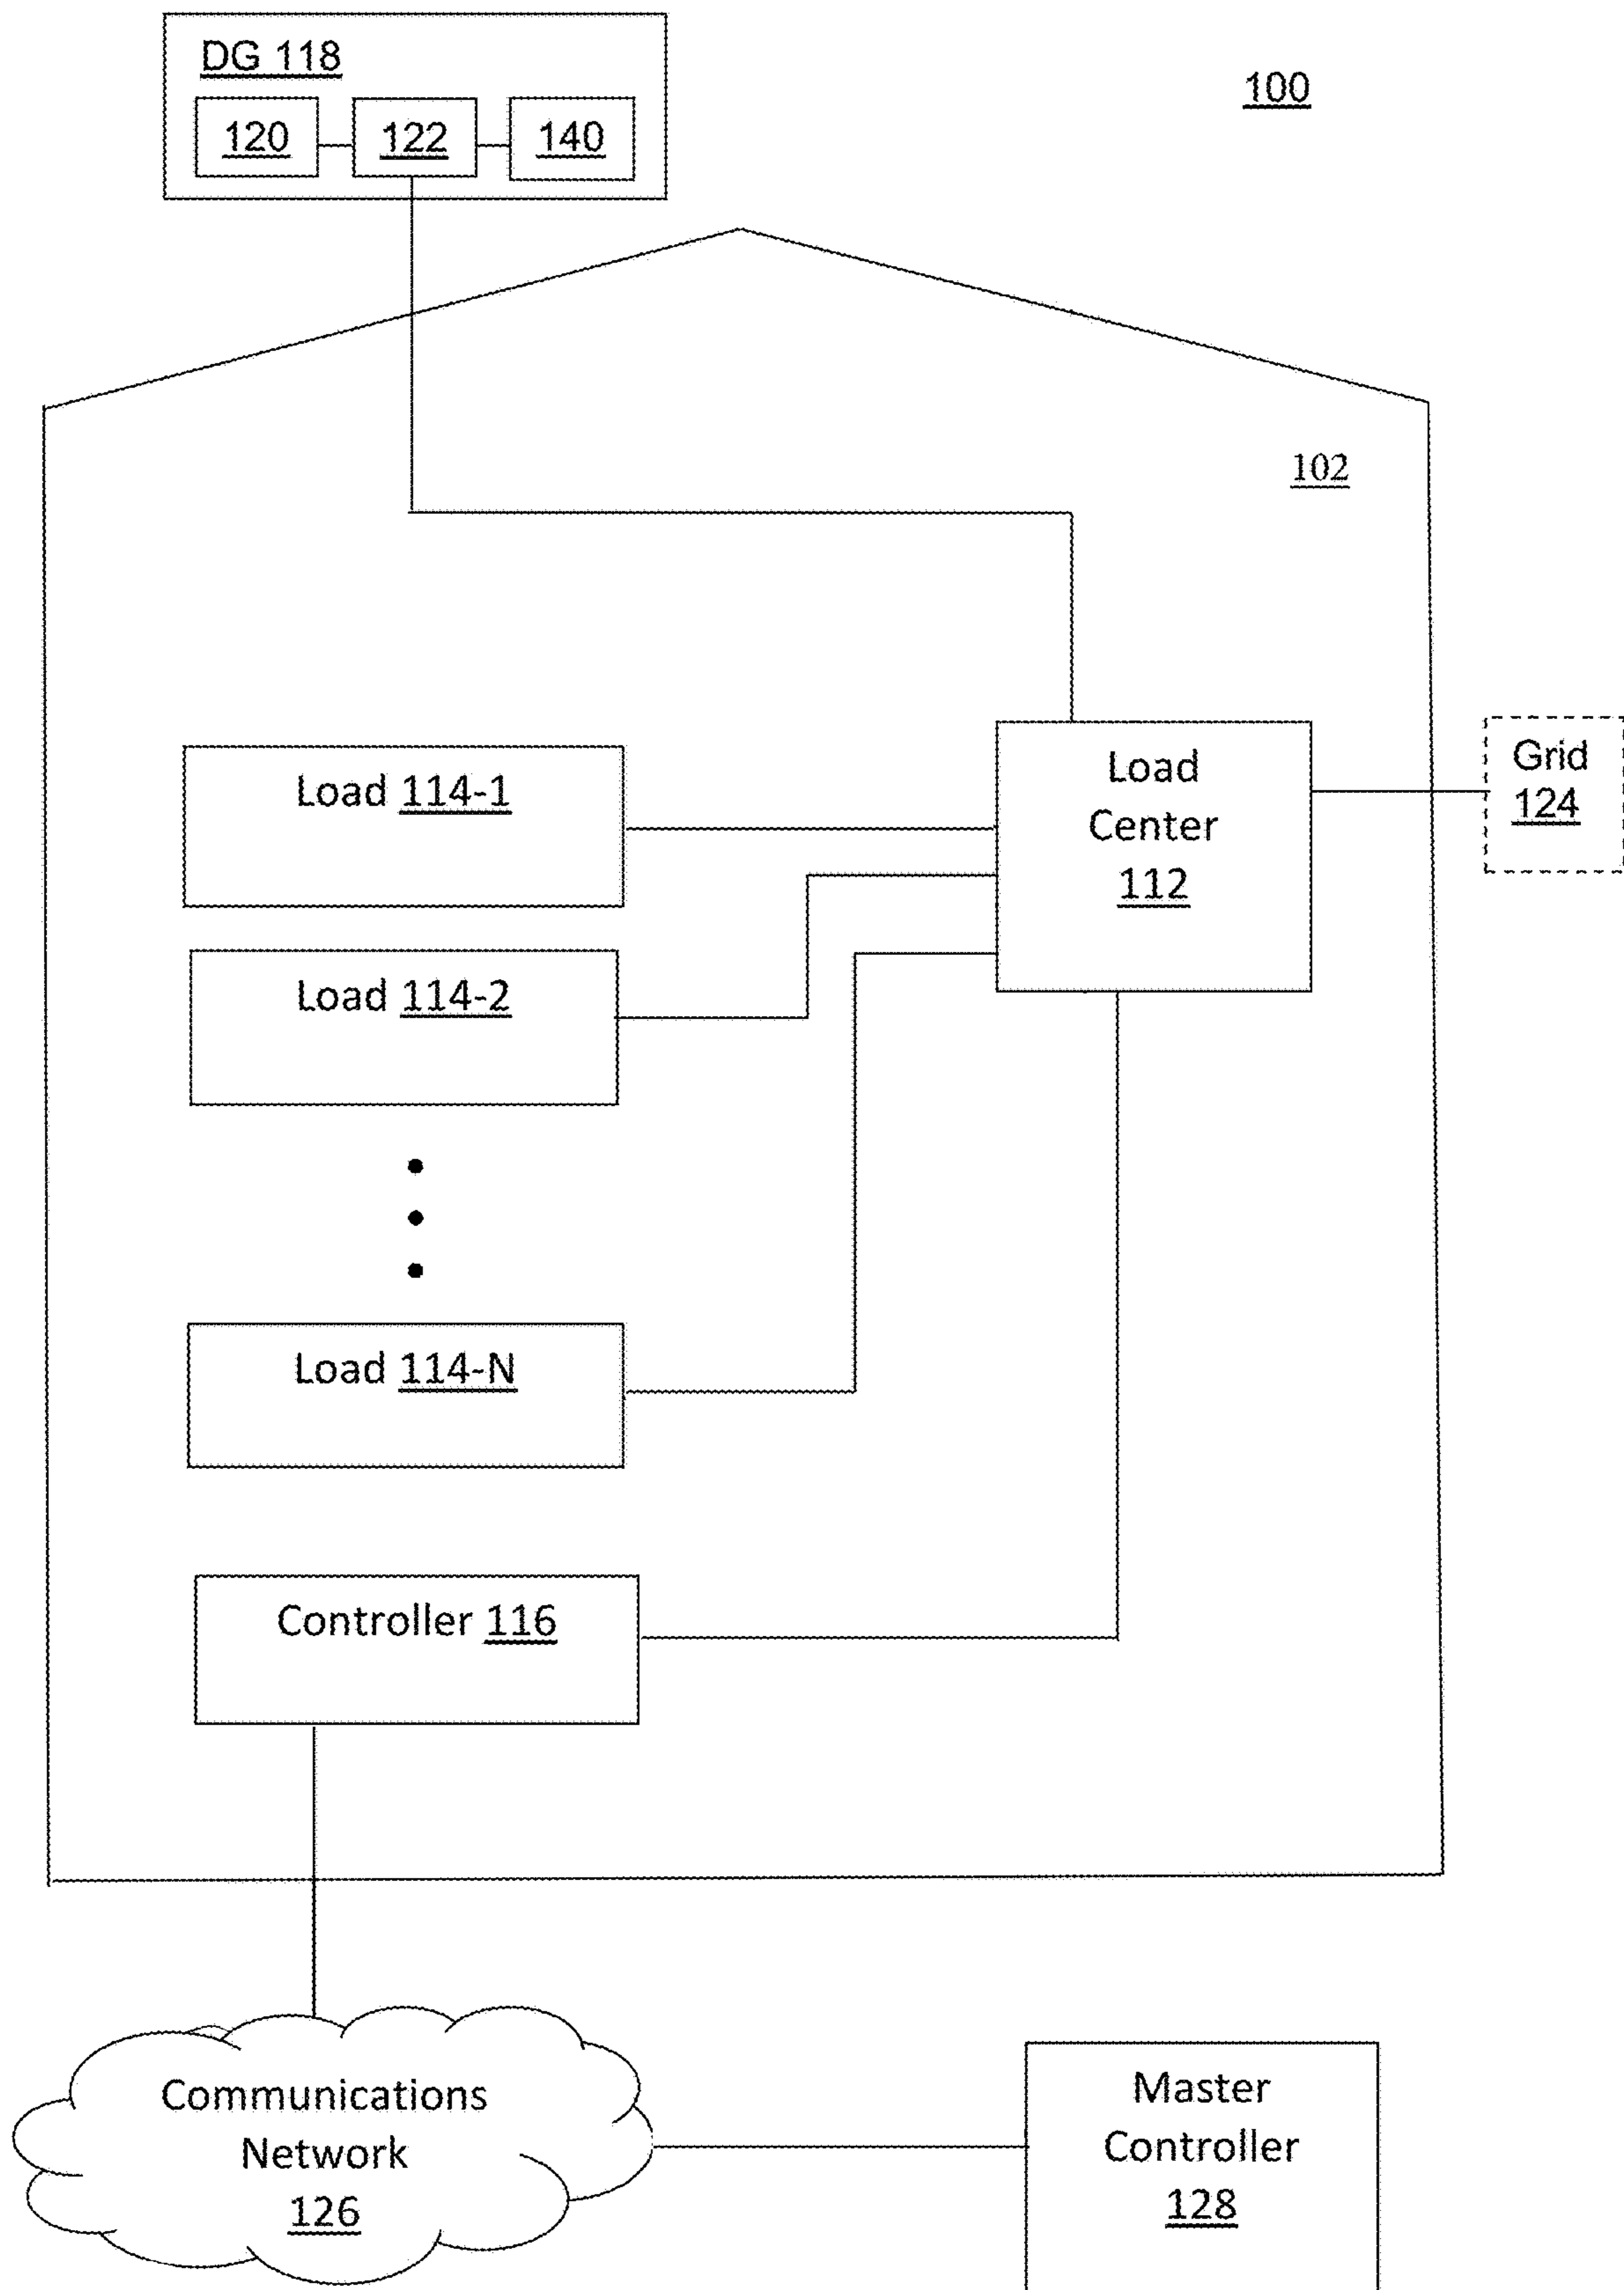 DG 118
120 122 140
100
102
Load 114-1
Load
Center
112
Grid
124
Load 114-2
Load 114-N
Controller 116
Communications
Network
126
Master
Controller
128